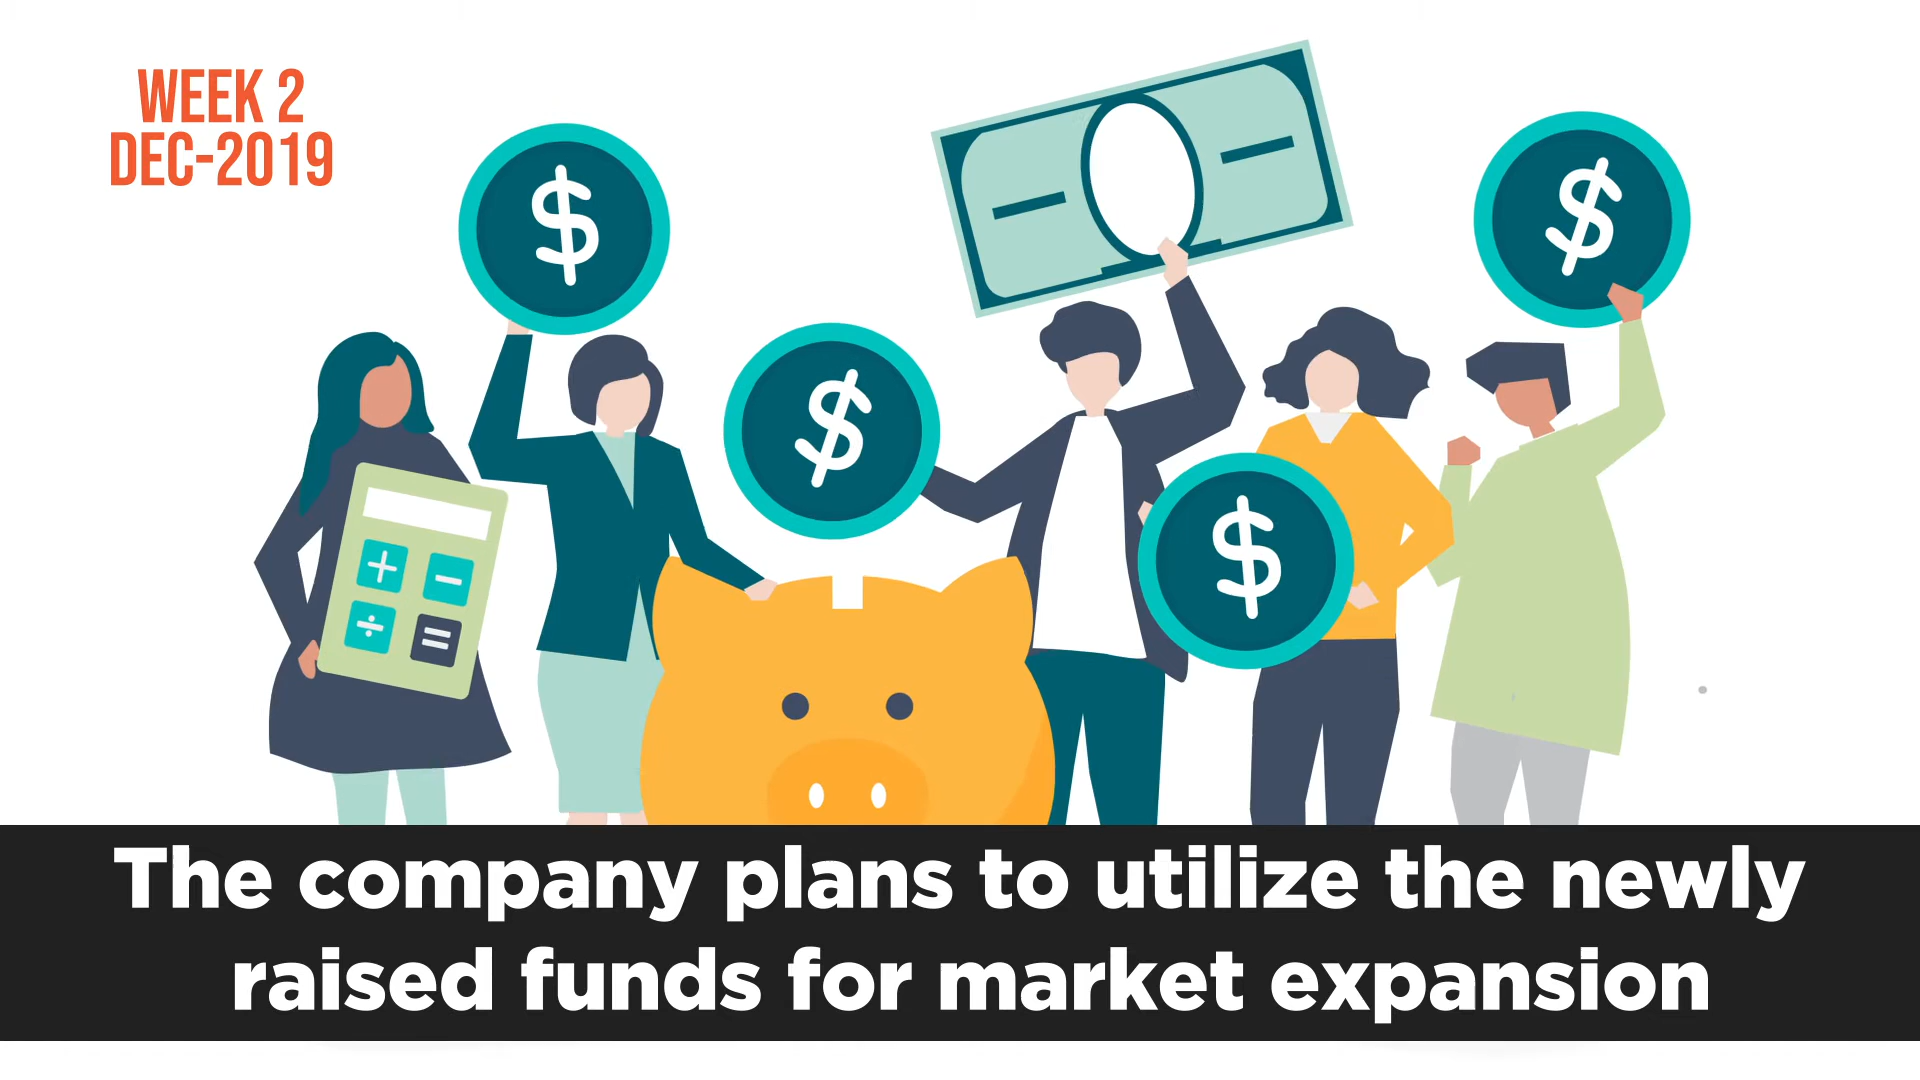 WEEK 2
DEC-2019
$
$
$
$
+
−
÷
=
The company plans to utilize the newly
raised funds for market expansion